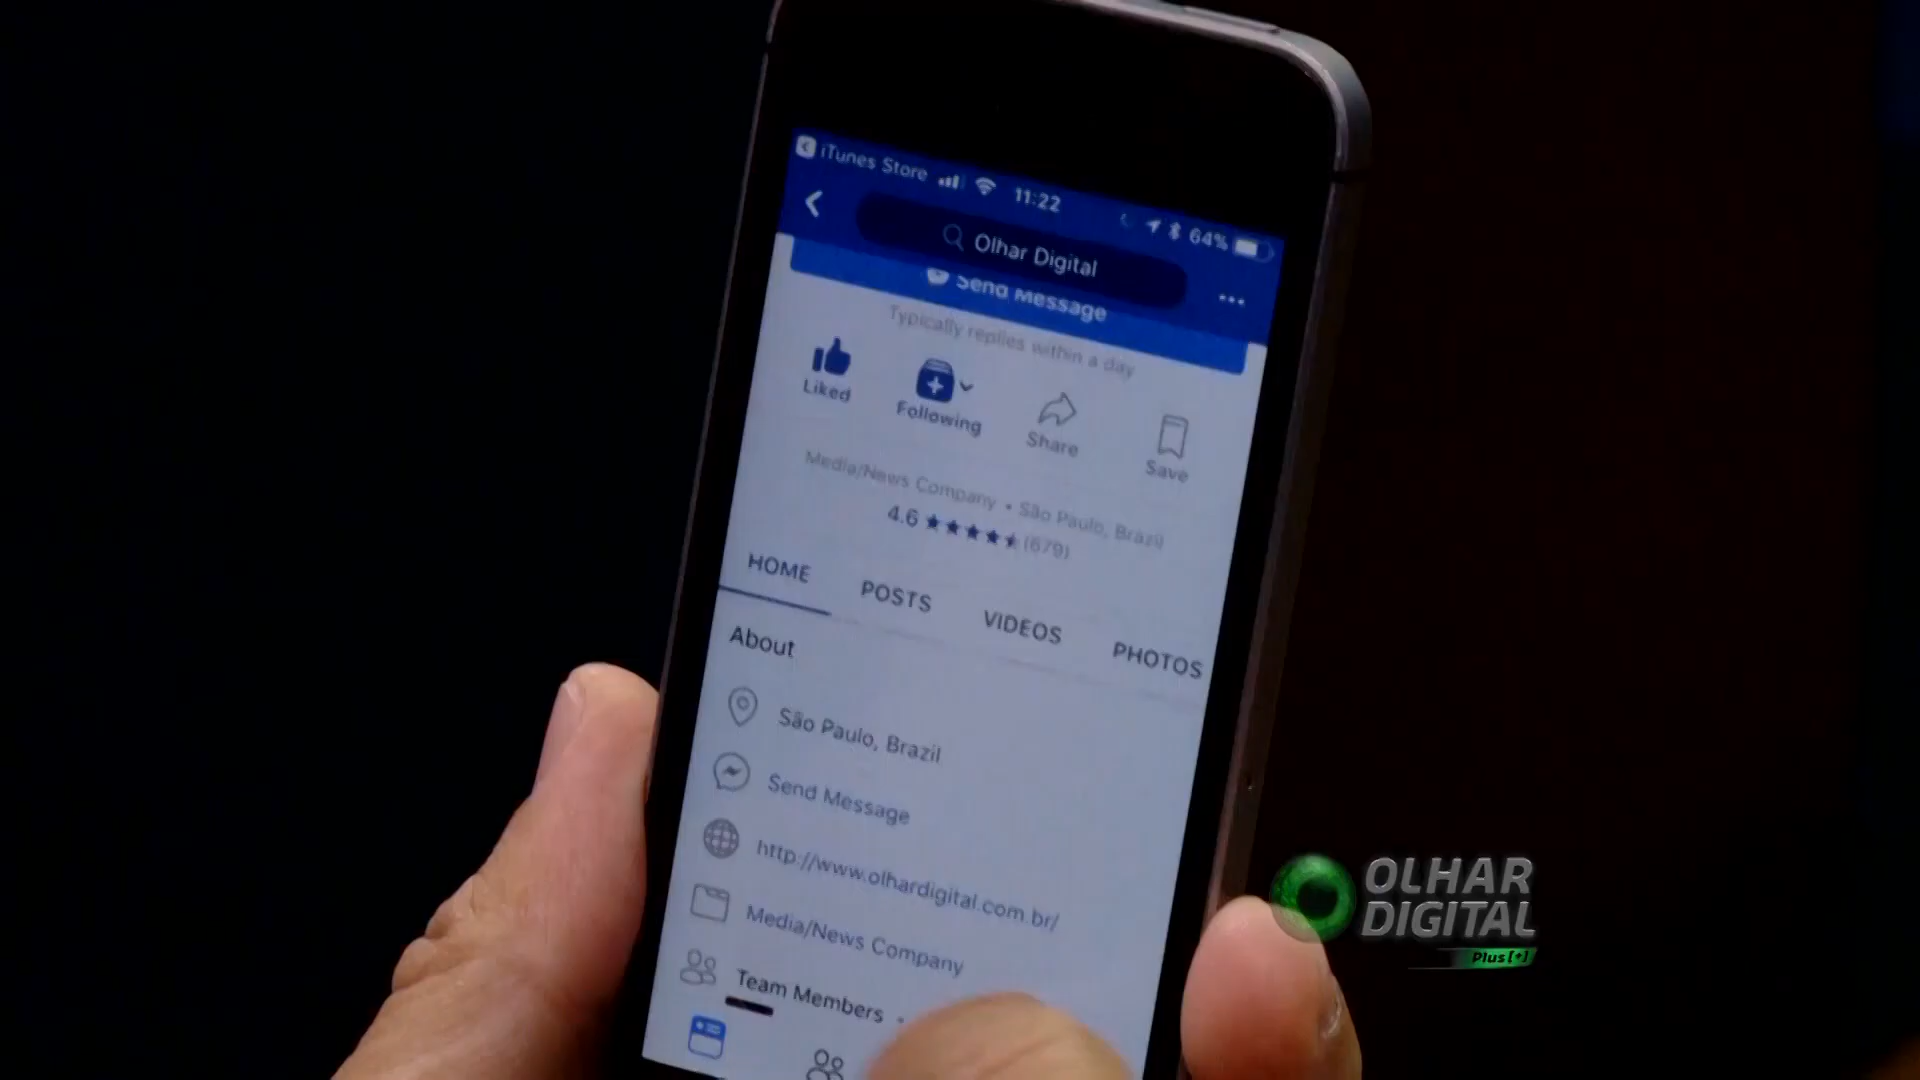 iTunes Store 11:22 64%
Olhar Digital
Send Message
Typically replies within a day
Liked Following Share Save
Media/News Company • São Paulo, Brazil
4.6 ★★★★★ (679)
HOME POSTS VIDEOS PHOTOS
About
São Paulo, Brazil
Send Message
http://www.olhardigital.com.br/
Media/News Company
Team Members •
OLHAR
DIGITAL
Plus[+]